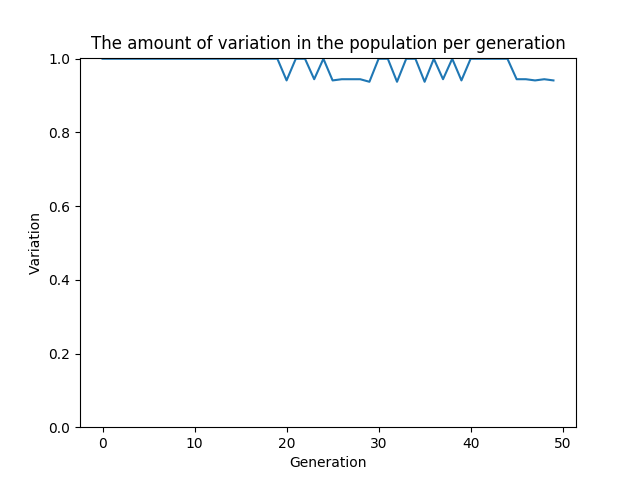 The amount of variation in the population per generation
1.0
0.8
0.6
0.4
0.2
0.0
Variation
0 10 20 30 40 50
Generation